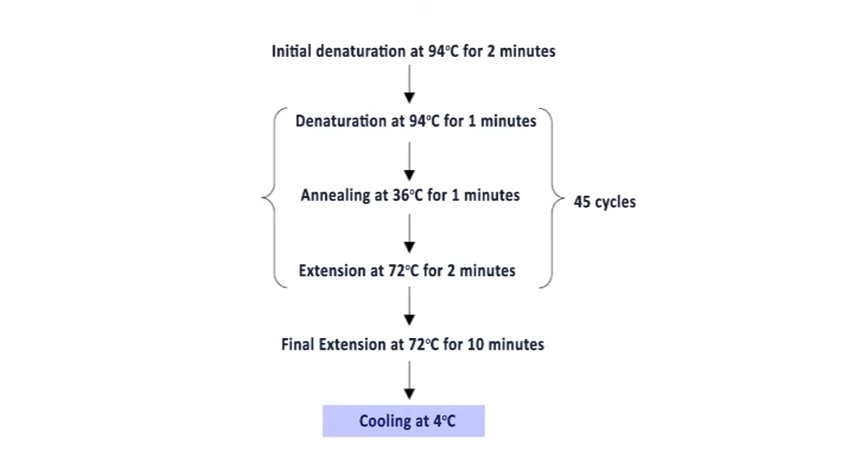 Initial denaturation at 94°C for 2 minutes
Denaturation at 94°C for 1 minutes
Annealing at 36°C for 1 minutes
45 cycles
Extension at 72°C for 2 minutes
Final Extension at 72°C for 10 minutes
Cooling at 4°C